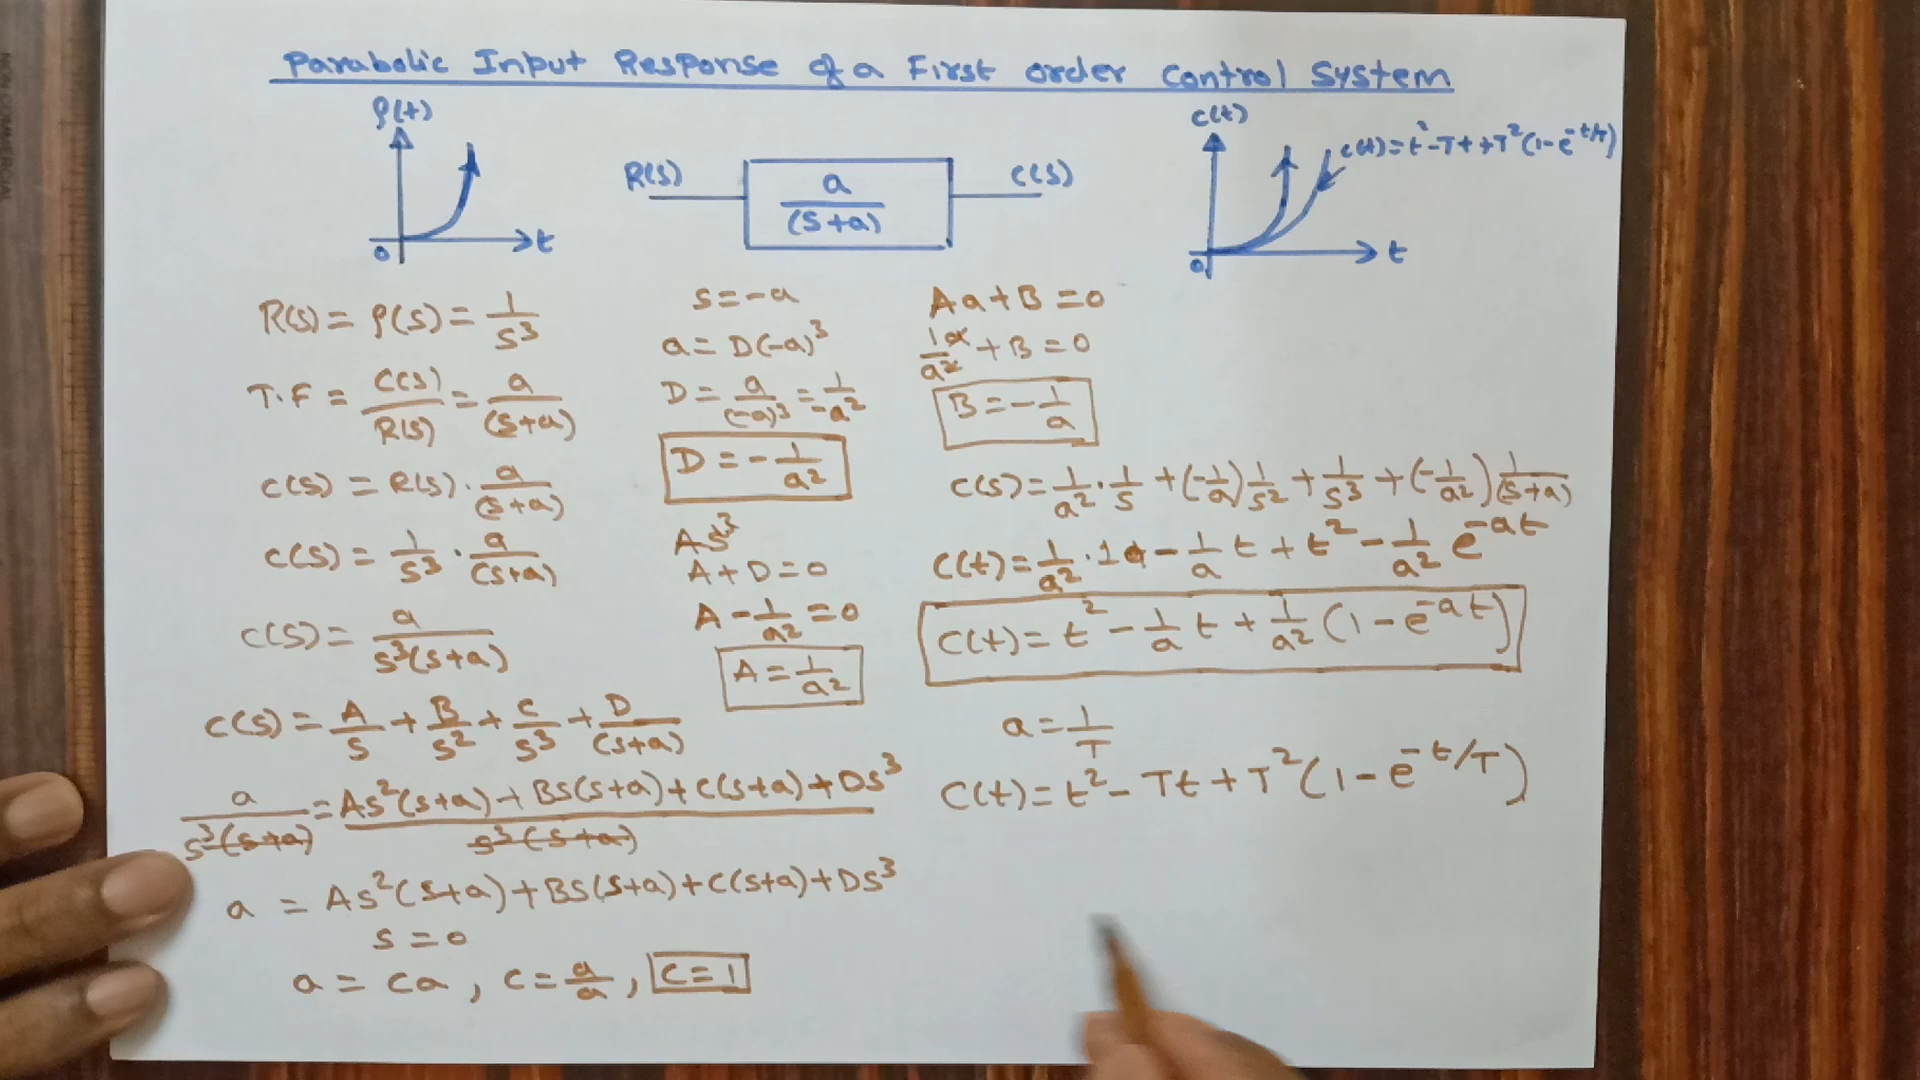 Parabolic Input Response of a First order Control System
ρ(t)
0
t
R(s)
a/(s+a)
C(s)
c(t)
c(t)=t²-Tt+T²(1-e^-t/T)
0
t
R(s) = ρ(s) = 1/s³
T.F = C(s)/R(s) = a/(s+a)
C(s) = R(s) . a/(s+a)
C(s) = 1/s³ . a/(s+a)
C(s) = a/s³(s+a)
C(s) = A/s + B/s² + C/s³ + D/(s+a)
a/s³(s+a) = As²(s+a)+Bs(s+a)+C(s+a)+Ds³/s³(s+a)
a = As²(s+a)+Bs(s+a)+C(s+a)+Ds³
s = 0
a = Ca , C = a/a , C = 1
s = -a
a = D(-a)³
D = a/(-a)³ = 1/-a²
D = -1/a²
As³
A+D = 0
A - 1/a² = 0
A = 1/a²
Aa+B = 0
1a/a² + B = 0
B = -1/a
C(s) = 1/a² . 1/s + (-1/a) 1/s² + 1/s³ + (-1/a²) 1/(s+a)
C(t) = 1/a² . 1 - 1/a t + t² - 1/a² e^-at
C(t) = t² - 1/a t + 1/a² (1 - e^-at)
a = 1/T
C(t) = t² - Tt + T² (1 - e^-t/T)